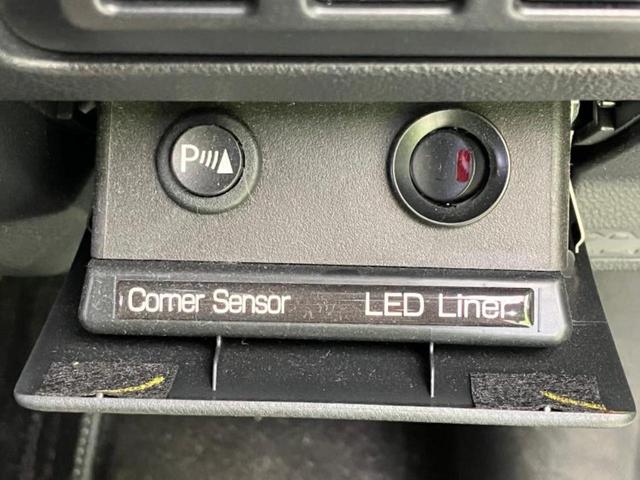 P
Corner Sensor LED Liner